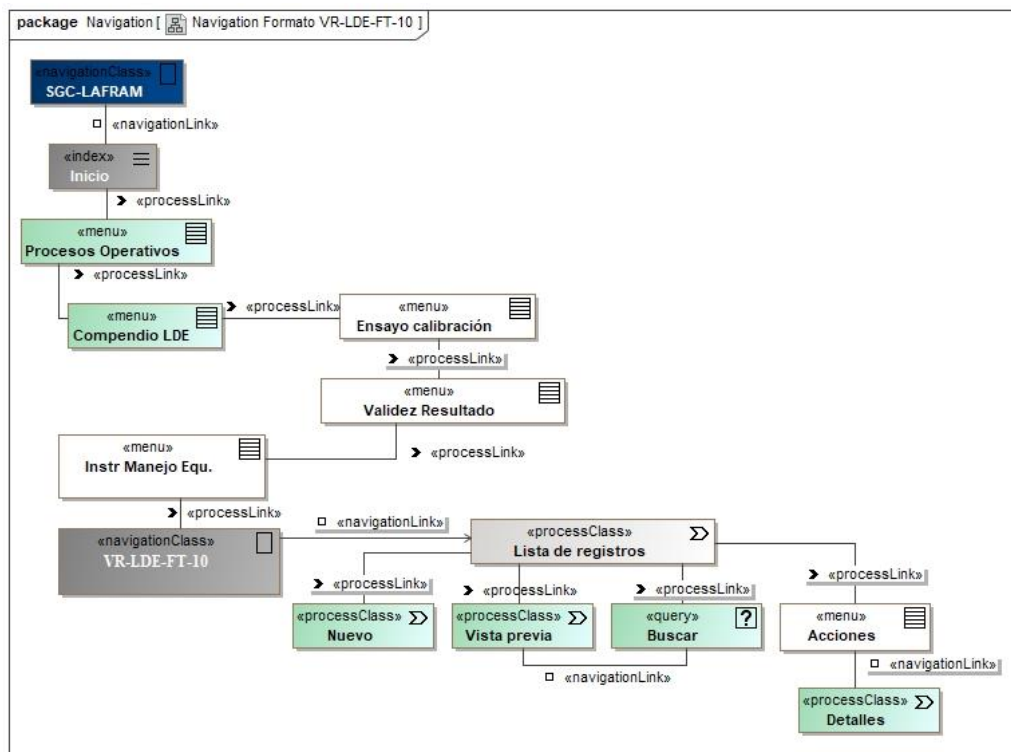 package Navigation [ Navigation Formato VR-LDE-FT-10 ]
«navigationClass»
SGC-LAFRAM
«navigationLink»
«index»
Inicio
«processLink»
«menu»
Procesos Operativos
«processLink»
«menu»
Compendio LDE
«processLink»
«menu»
Ensayo calibración
«processLink»
«menu»
Validez Resultado
«processLink»
«menu»
Instr Manejo Equ.
«processLink»
«navigationClass»
VR-LDE-FT-10
«navigationLink»
«processClass»
Lista de registros
«processLink»
«processLink»
«processLink»
«processLink»
«processClass»
Nuevo
«processClass»
Vista previa
«query»
?
Buscar
«menu»
Acciones
«navigationLink»
«navigationLink»
«processClass»
Detalles